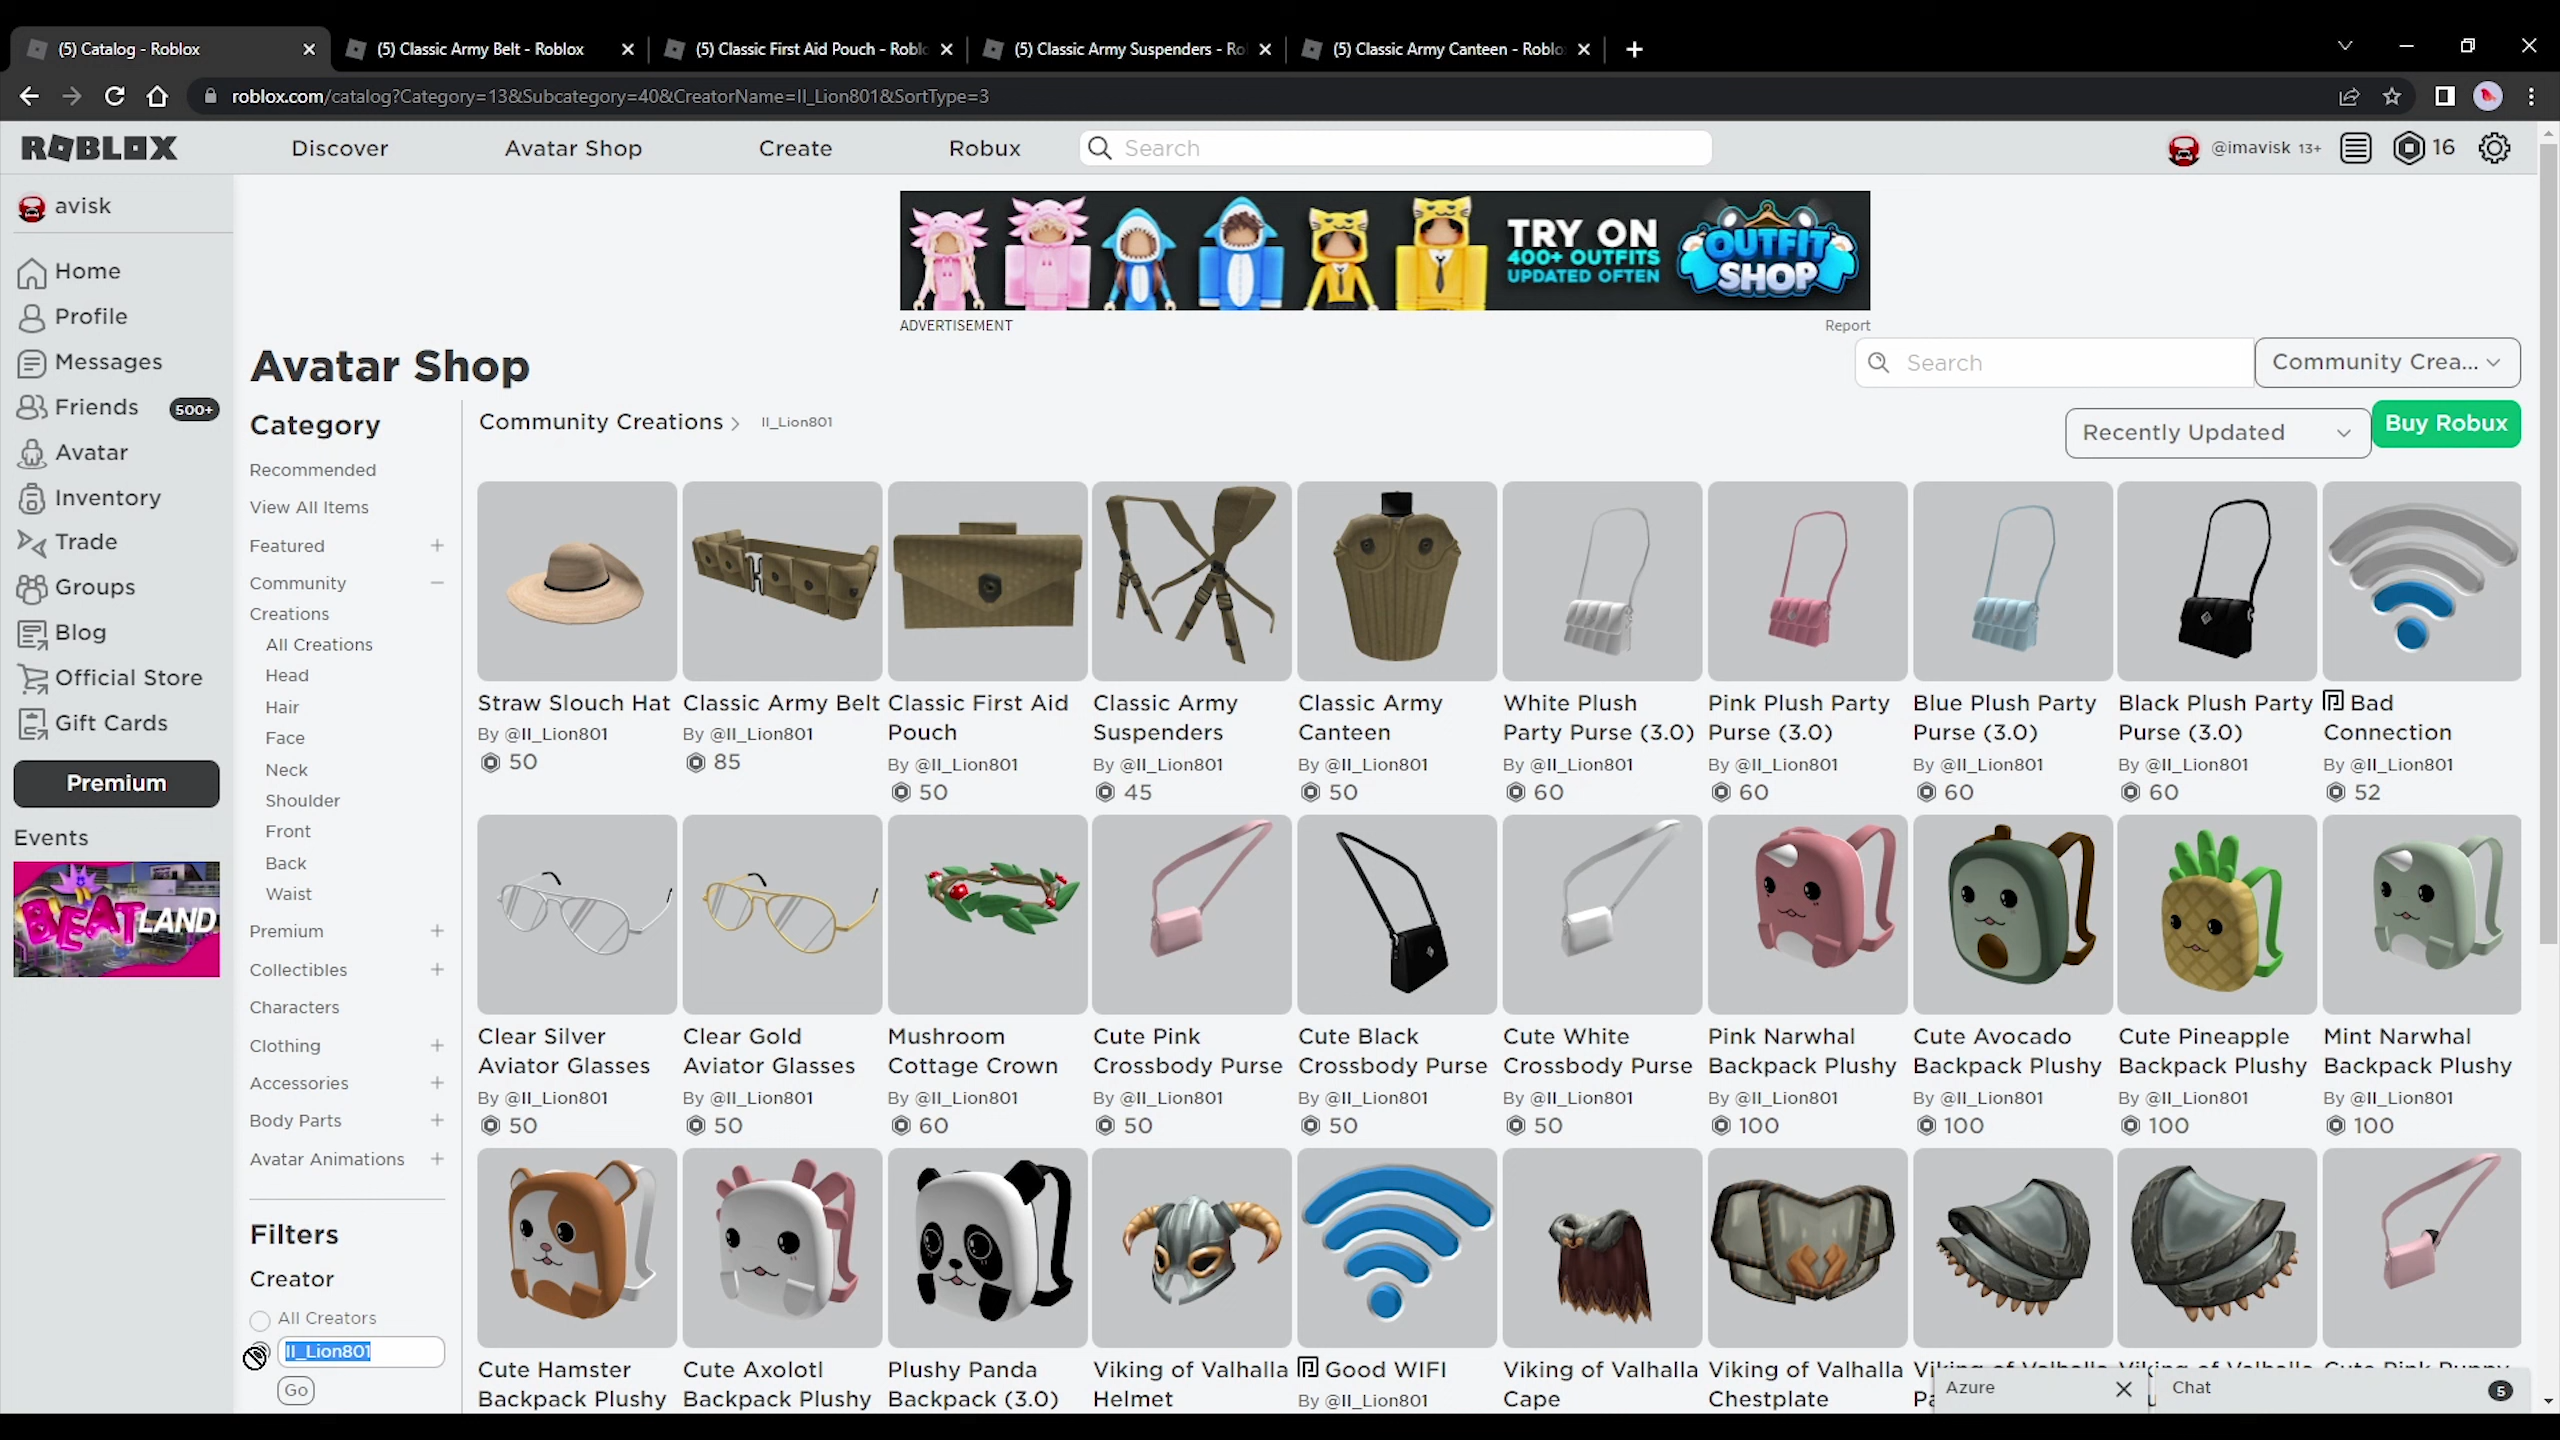 (5) Catalog - Roblox
(5) Classic Army Belt - Roblox
(5) Classic First Aid Pouch - Roblo
(5) Classic Army Suspenders - Ro
(5) Classic Army Canteen - Roblo
roblox.com/catalog?Category=13&Subcategory=40&CreatorName=II_Lion801&SortType=3
ROBLOX
Discover
Avatar Shop
Create
Robux
Search
@imavisk 13+
16
avisk
Home
Profile
Messages
Friends 500+
Avatar
Inventory
Trade
Groups
Blog
Official Store
Gift Cards
Premium
Events
BEATLAND
TRY ON
400+ OUTFITS
UPDATED OFTEN
OUTFIT
SHOP
ADVERTISEMENT
Report
Avatar Shop
Search
Community Crea...
Category
Recommended
View All Items
Featured
Community
Creations
All Creations
Head
Hair
Face
Neck
Shoulder
Front
Back
Waist
Premium
Collectibles
Characters
Clothing
Accessories
Body Parts
Avatar Animations
Filters
Creator
All Creators
II_Lion801
Go
Community Creations > II_Lion801
Recently Updated
Buy Robux
Straw Slouch Hat
By @II_Lion801
50
Classic Army Belt
By @II_Lion801
85
Classic First Aid
Pouch
By @II_Lion801
50
Classic Army
Suspenders
By @II_Lion801
45
Classic Army
Canteen
By @II_Lion801
50
White Plush
Party Purse (3.0)
By @II_Lion801
60
Pink Plush Party
Purse (3.0)
By @II_Lion801
60
Blue Plush Party
Purse (3.0)
By @II_Lion801
60
Black Plush Party
Purse (3.0)
By @II_Lion801
60
Bad
Connection
By @II_Lion801
52
Clear Silver
Aviator Glasses
By @II_Lion801
50
Clear Gold
Aviator Glasses
By @II_Lion801
50
Mushroom
Cottage Crown
By @II_Lion801
60
Cute Pink
Crossbody Purse
By @II_Lion801
50
Cute Black
Crossbody Purse
By @II_Lion801
50
Cute White
Crossbody Purse
By @II_Lion801
50
Pink Narwhal
Backpack Plushy
By @II_Lion801
100
Cute Avocado
Backpack Plushy
By @II_Lion801
100
Cute Pineapple
Backpack Plushy
By @II_Lion801
100
Mint Narwhal
Backpack Plushy
By @II_Lion801
100
Cute Hamster
Backpack Plushy
Cute Axolotl
Backpack Plushy
Plushy Panda
Backpack (3.0)
Viking of Valhalla
Helmet
Good WIFI
By @II_Lion801
Viking of Valhalla
Cape
Viking of Valhalla
Chestplate
Azure
Chat
5